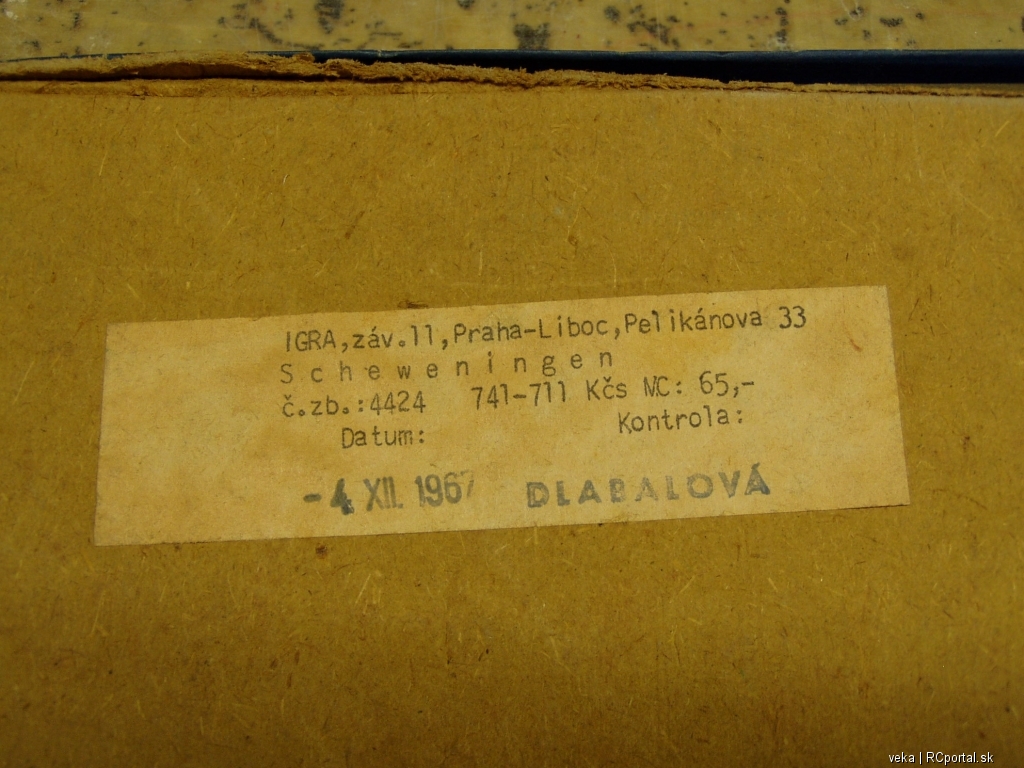 IGRA,záv.11,Praha-Liboc,Pelikánova 33
Scheweningen
č.zb.:4424 741-711 Kčs MC: 65,-
Datum: Kontrola:
-4 XII. 1967 DLABALOVÁ
veka | RCportal.sk